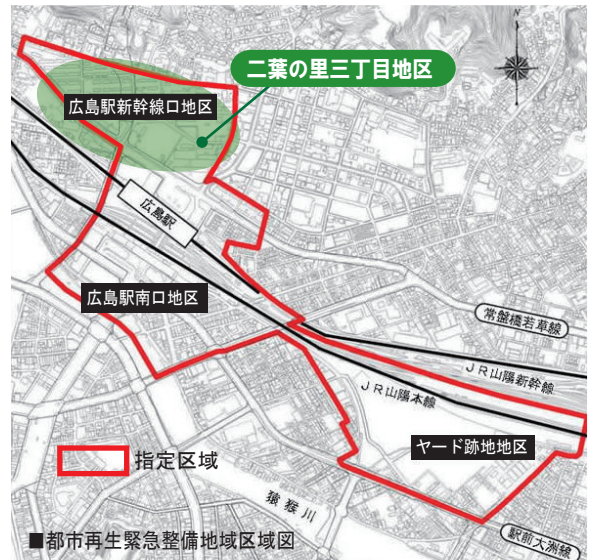 N
二葉の里三丁目地区
広島駅新幹線口地区
広島駅
広島駅南口地区
常盤橋若草線
JR山陽新幹線
JR山陽本線
ヤード跡地地区
指定区域
猿猴川
駅前大洲線
■都市再生緊急整備地域区域図